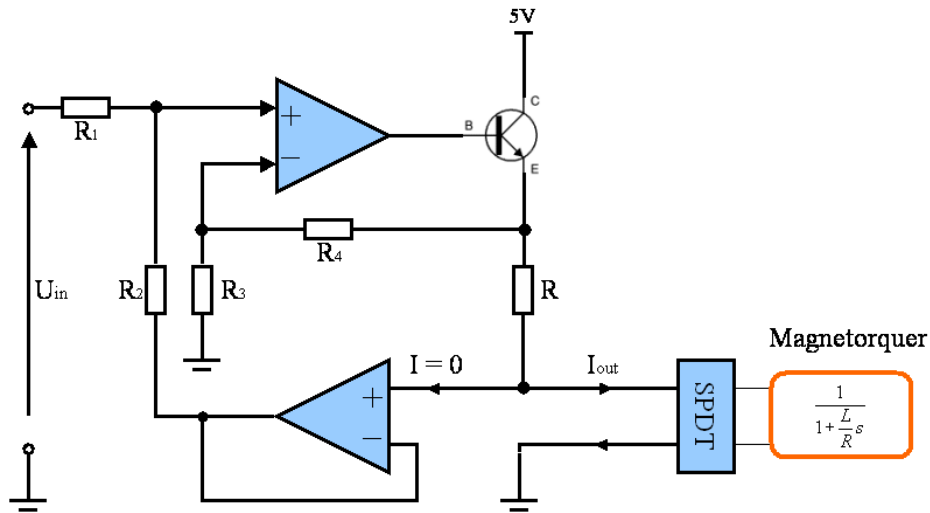 5V
C
R1
B
+
−
E
R4
Uin
R2
R3
R
Magnetorquer
I = 0
Iout
+
−
SPDT
1
1+ L/R s